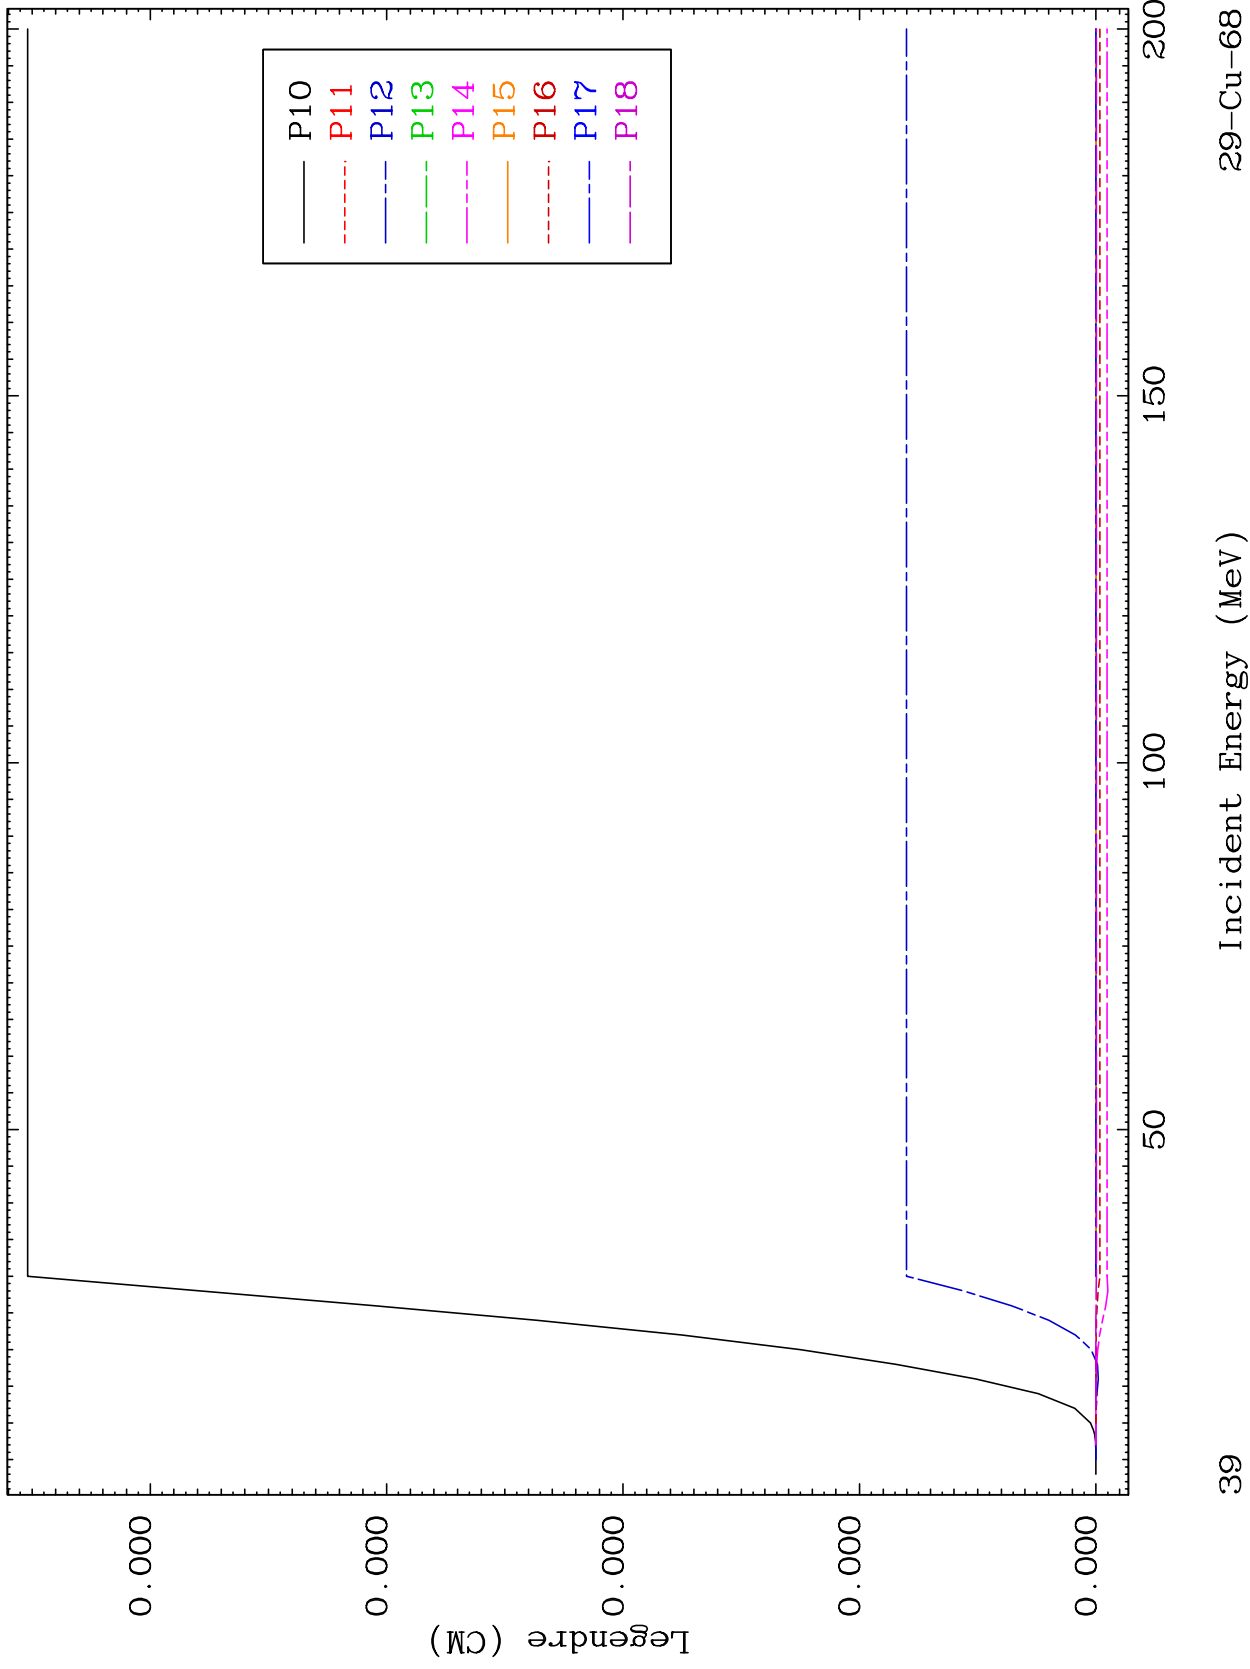 Legendre (CM)
0.000
0.000
0.000
0.000
0.000
P10
P11
P12
P13
P14
P15
P16
P17
P18
50
100
150
200
39
Incident Energy (MeV)
29-Cu-68